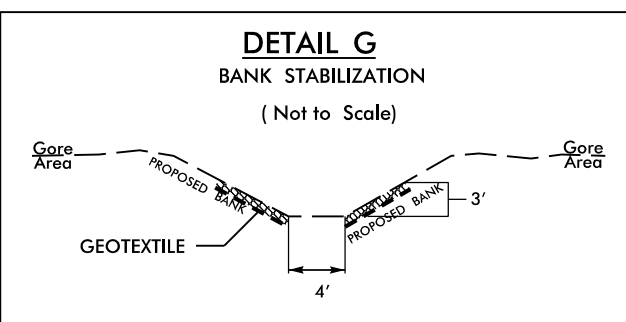 DETAIL G
BANK STABILIZATION
( Not to Scale)
Gore
Area
Gore
Area
PROPOSED BANK
PROPOSED BANK
3'
GEOTEXTILE
4'